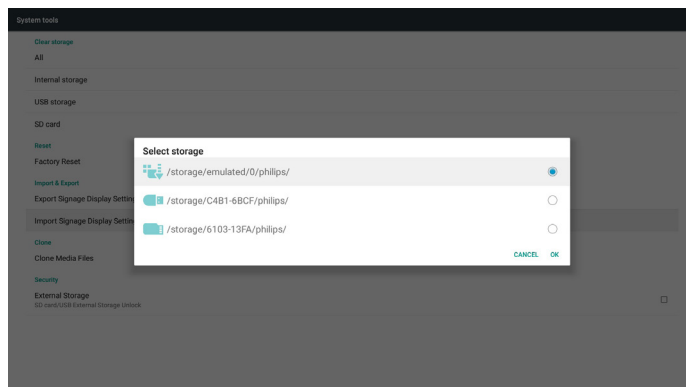 System tools
Clear storage
All
Internal storage
USB storage
SD card
Reset
Factory Reset
Import & Export
Export Signage Display Settin
Import Signage Display Settin
Clone
Clone Media Files
Security
External Storage
SD card/USB External Storage Unlock
Select storage
/storage/emulated/0/philips/
/storage/C4B1-6BCF/philips/
/storage/6103-13FA/philips/
CANCEL OK